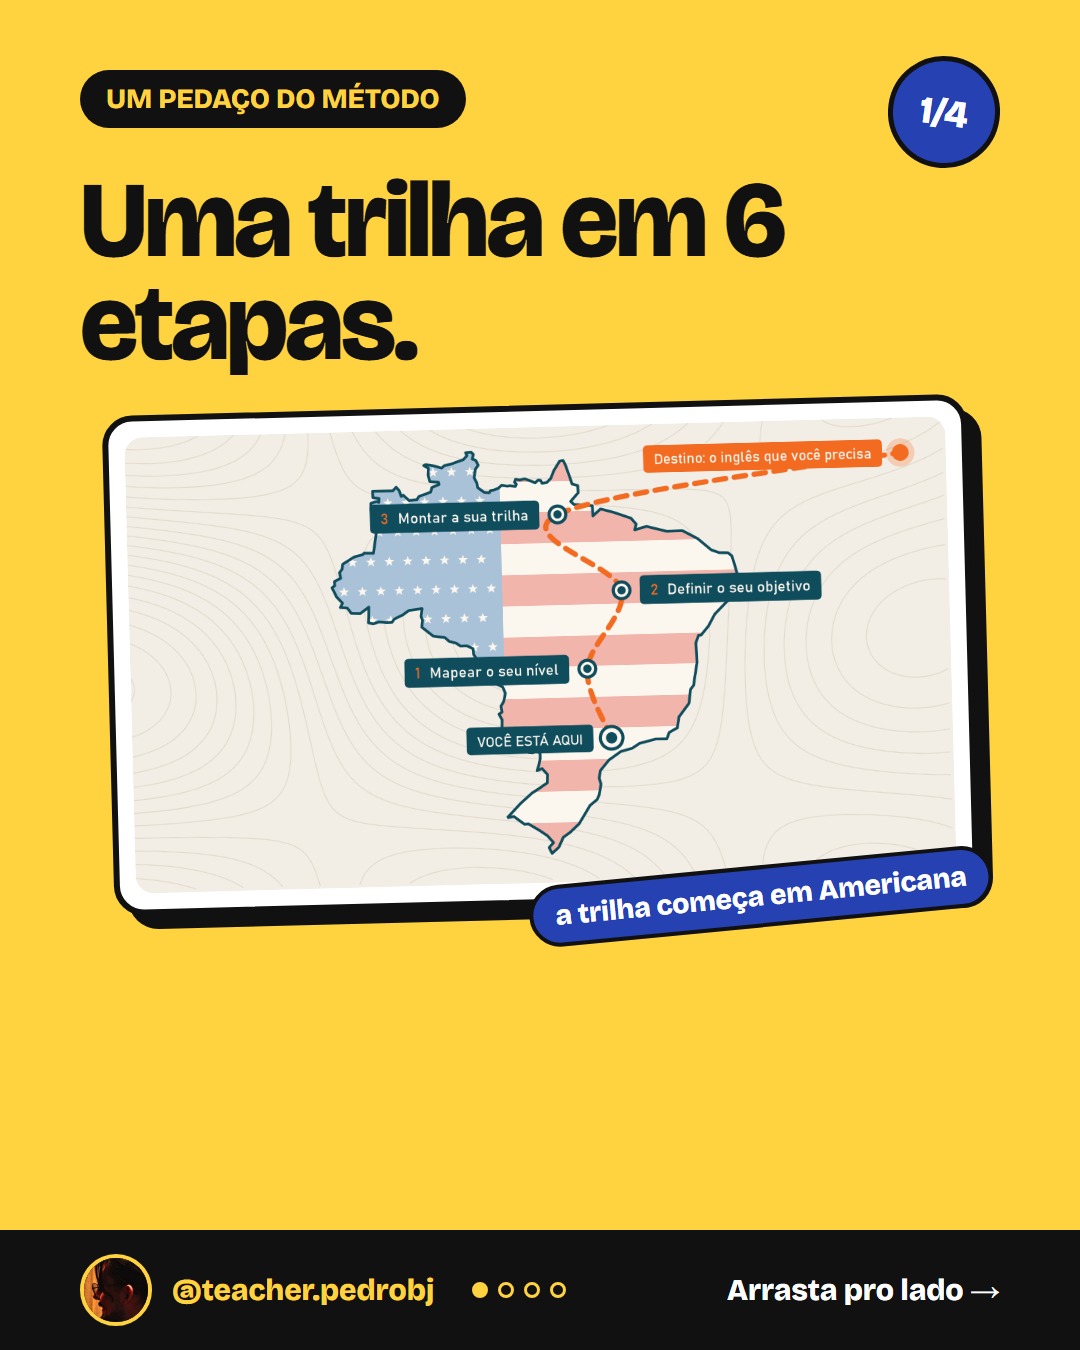 UM PEDAÇO DO MÉTODO
1/4
Uma trilha em 6
etapas.
Destino: o inglês que você precisa
3 Montar a sua trilha
2 Definir o seu objetivo
1 Mapear o seu nível
VOCÊ ESTÁ AQUI
a trilha começa em Americana
@teacher.pedrobj
Arrasta pro lado →